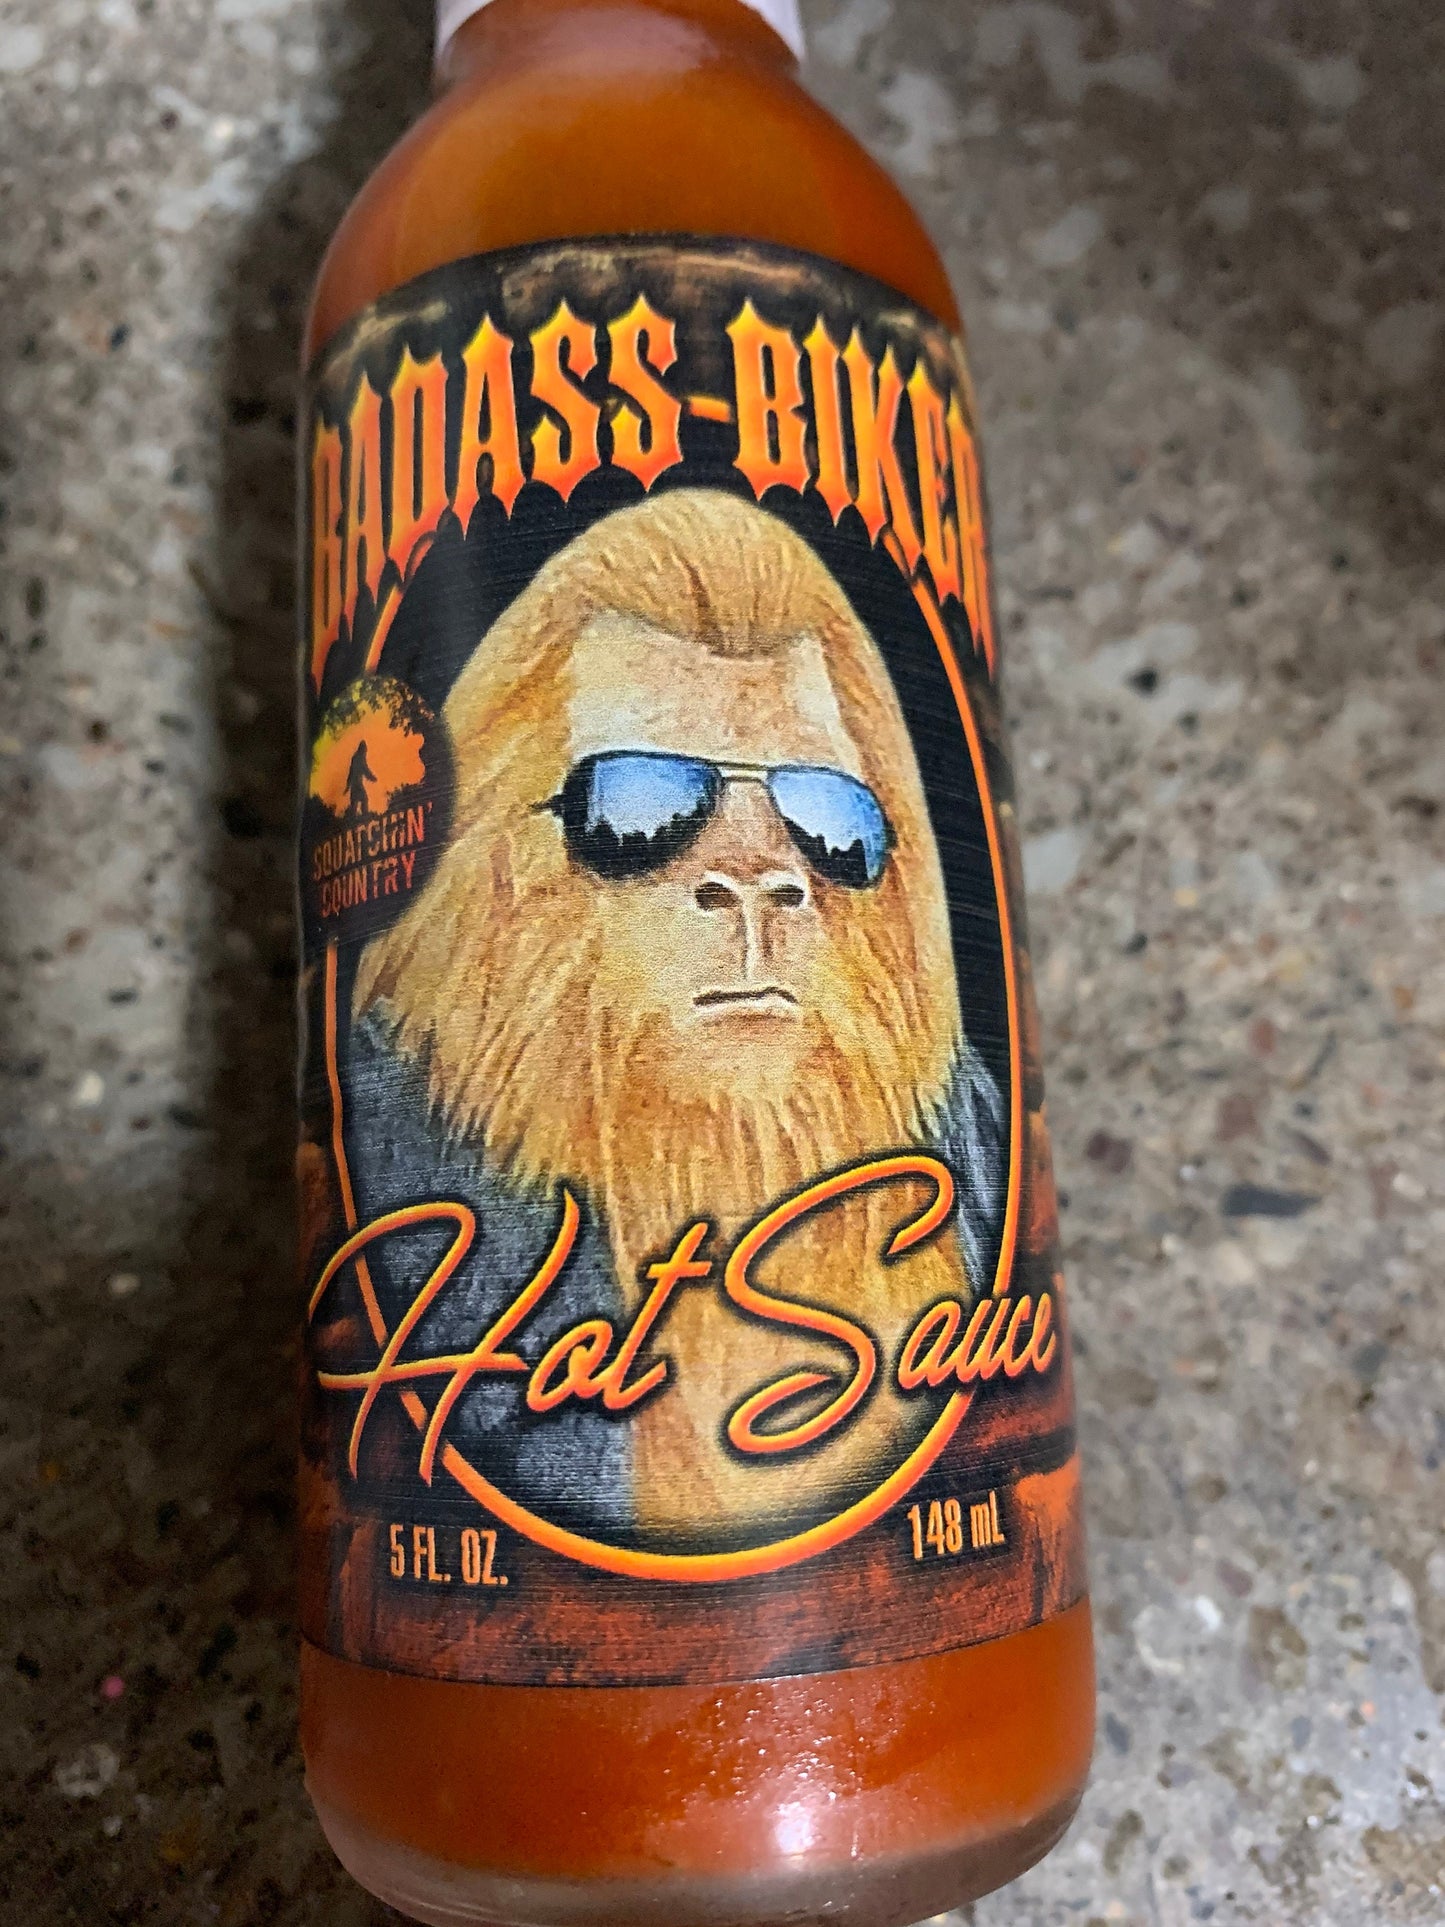 BADASS-BIKER
SQUATCHIN'
COUNTRY
Hot Sauce
5 FL. OZ.
148 mL